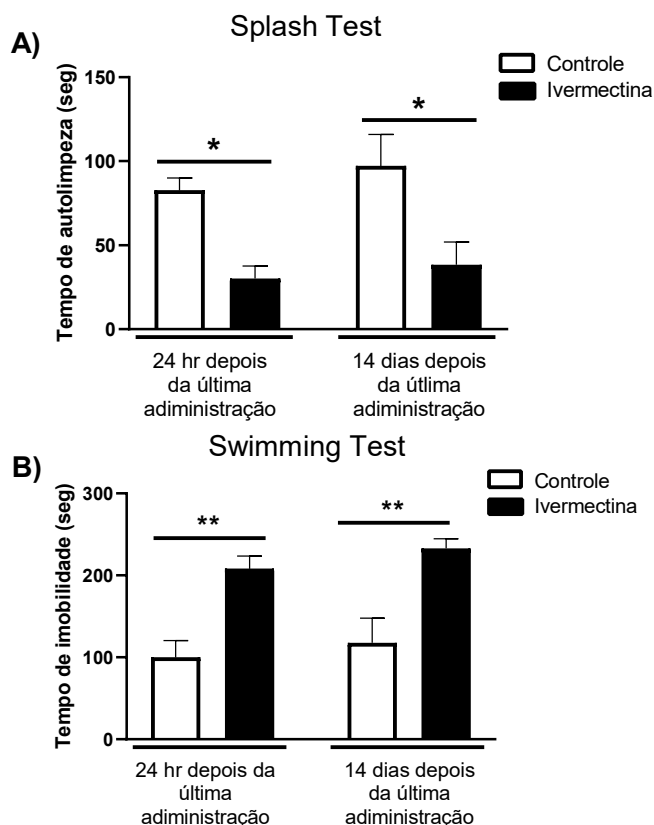 A)
Splash Test
Controle
Ivermectina
Tempo de autolimpeza (seg)
150
100
50
0
*
*
24 hr depois
da última
adiministração
14 dias depois
da útlima
adiministração
B)
Swimming Test
Controle
Ivermectina
Tempo de imobilidade (seg)
300
200
100
0
**
**
24 hr depois da
última
adiministração
14 dias depois
da última
adiministração